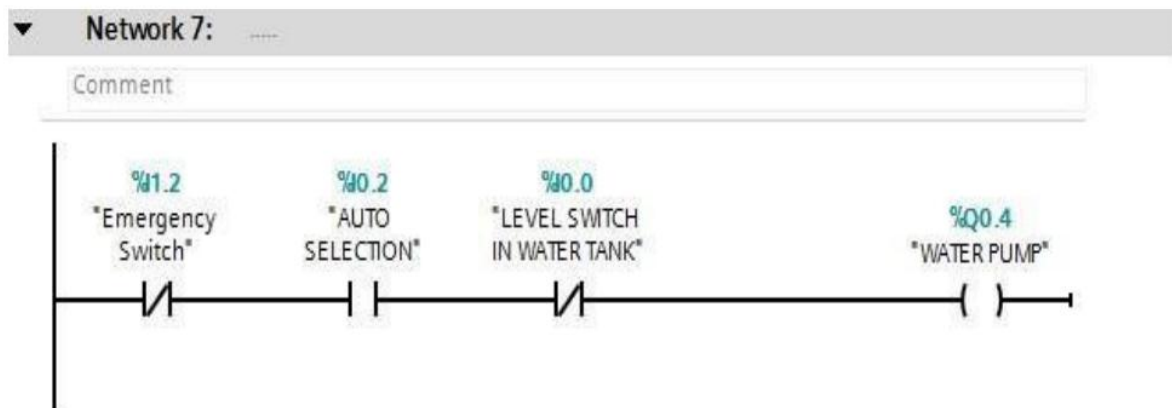 Network 7: .....
Comment
%I1.2 %I0.2 %I0.0
"Emergency "AUTO "LEVEL SWITCH %Q0.4
Switch" SELECTION" IN WATER TANK" "WATER PUMP"